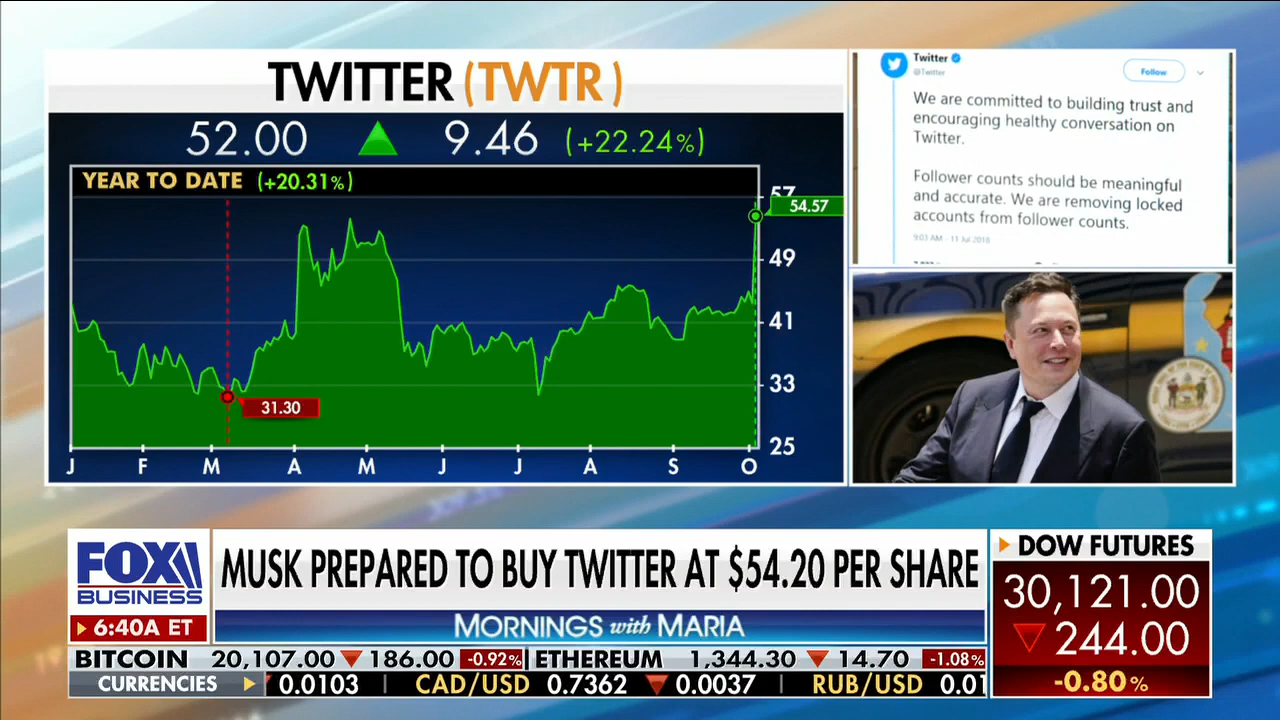 TWITTER (TWTR)
52.00 9.46 (+22.24%)
YEAR TO DATE (+20.31%)
57
54.57
49
41
33
31.30
25
J F M A M J J A S O
Twitter
@Twitter
Follow
We are committed to building trust and
encouraging healthy conversation on
Twitter.
Follower counts should be meaningful
and accurate. We are removing locked
accounts from follower counts.
9:03 AM - 11 Jul 2018
FOX
BUSINESS
6:40A ET
MUSK PREPARED TO BUY TWITTER AT $54.20 PER SHARE
MORNINGS with MARIA
DOW FUTURES
30,121.00
244.00
-0.80%
BITCOIN 20,107.00 186.00 -0.92% ETHEREUM 1,344.30 14.70 -1.08%
CURRENCIES 0.0103 | CAD/USD 0.7362 0.0037 | RUB/USD 0.01